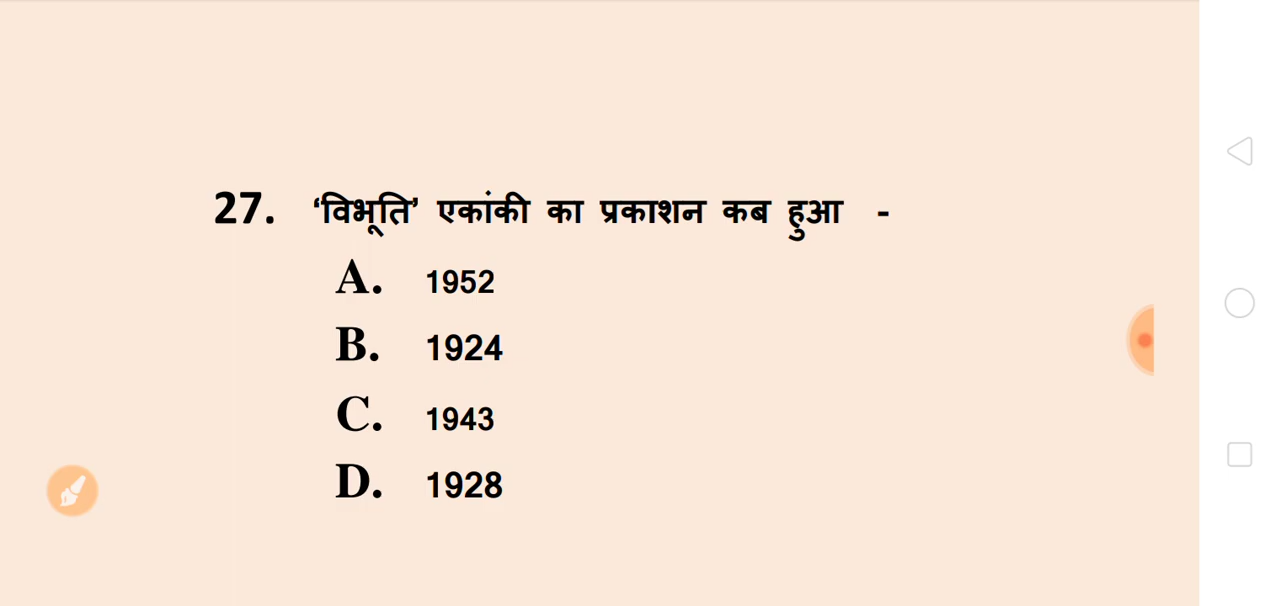 27. ‘विभूति’ एकांकी का प्रकाशन कब हुआ -
A. 1952
B. 1924
C. 1943
D. 1928